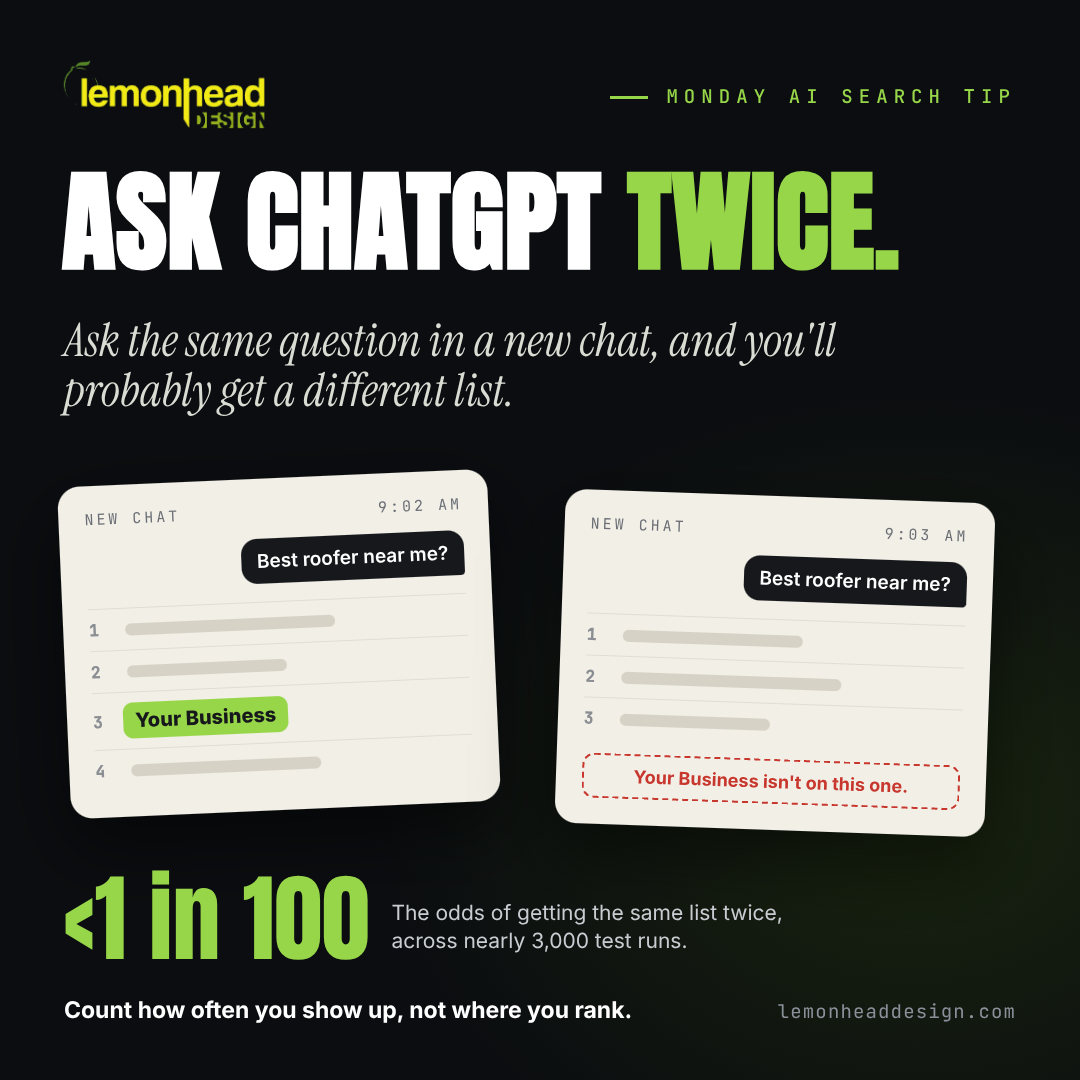 lemonhead
DESIGN
MONDAY AI SEARCH TIP
ASK CHATGPT TWICE.
Ask the same question in a new chat, and you'll
probably get a different list.
NEW CHAT 9:02 AM
Best roofer near me?
1
2
3 Your Business
4
NEW CHAT 9:03 AM
Best roofer near me?
1
2
3
Your Business isn't on this one.
<1 in 100
The odds of getting the same list twice,
across nearly 3,000 test runs.
Count how often you show up, not where you rank.
lemonheaddesign.com